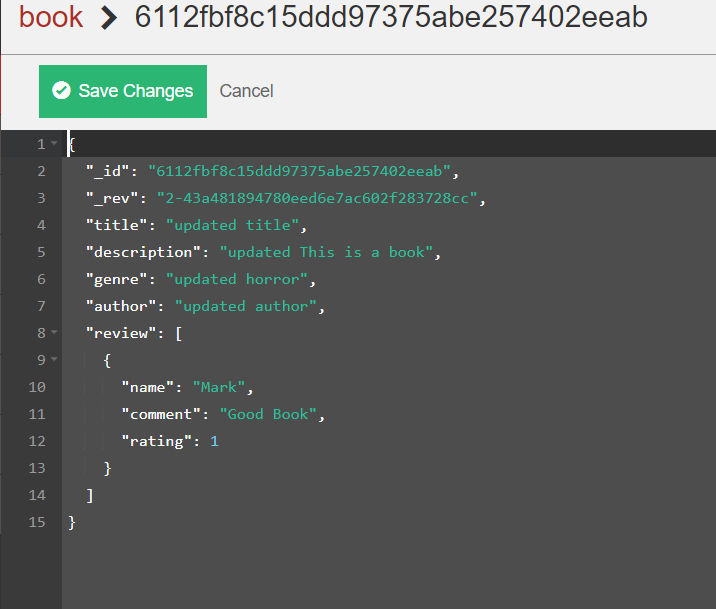 book > 6112fbf8c15ddd97375abe257402eeab
Save Changes Cancel
1 {
2 "_id": "6112fbf8c15ddd97375abe257402eeab",
3 "_rev": "2-43a481894780eed6e7ac602f283728cc",
4 "title": "updated title",
5 "description": "updated This is a book",
6 "genre": "updated horror",
7 "author": "updated author",
8 "review": [
9 {
10 "name": "Mark",
11 "comment": "Good Book",
12 "rating": 1
13 }
14 ]
15 }